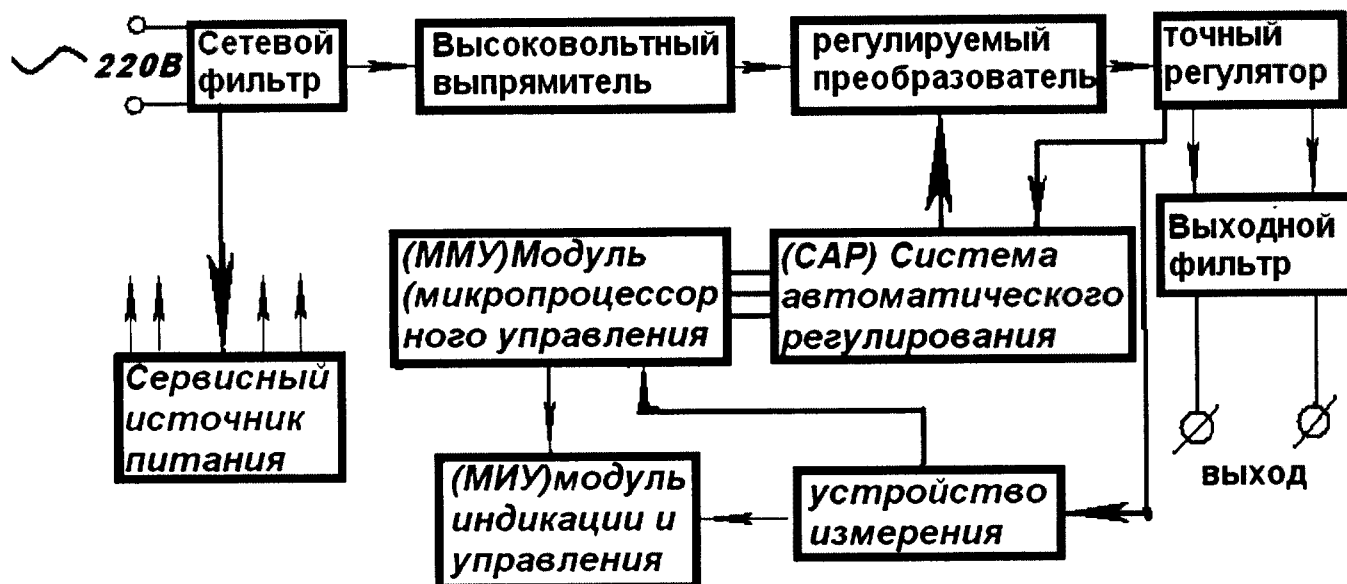 220В
Сетевой
фильтр
Высоковольтный
выпрямитель
регулируемый
преобразователь
точный
регулятор
Выходной
фильтр
(ММУ)Модуль
(микропроцессор
ного управления
(САР) Система
автоматического
регулирования
Сервисный
источник
питания
(МИУ)модуль
индикации и
управления
устройство
измерения
выход